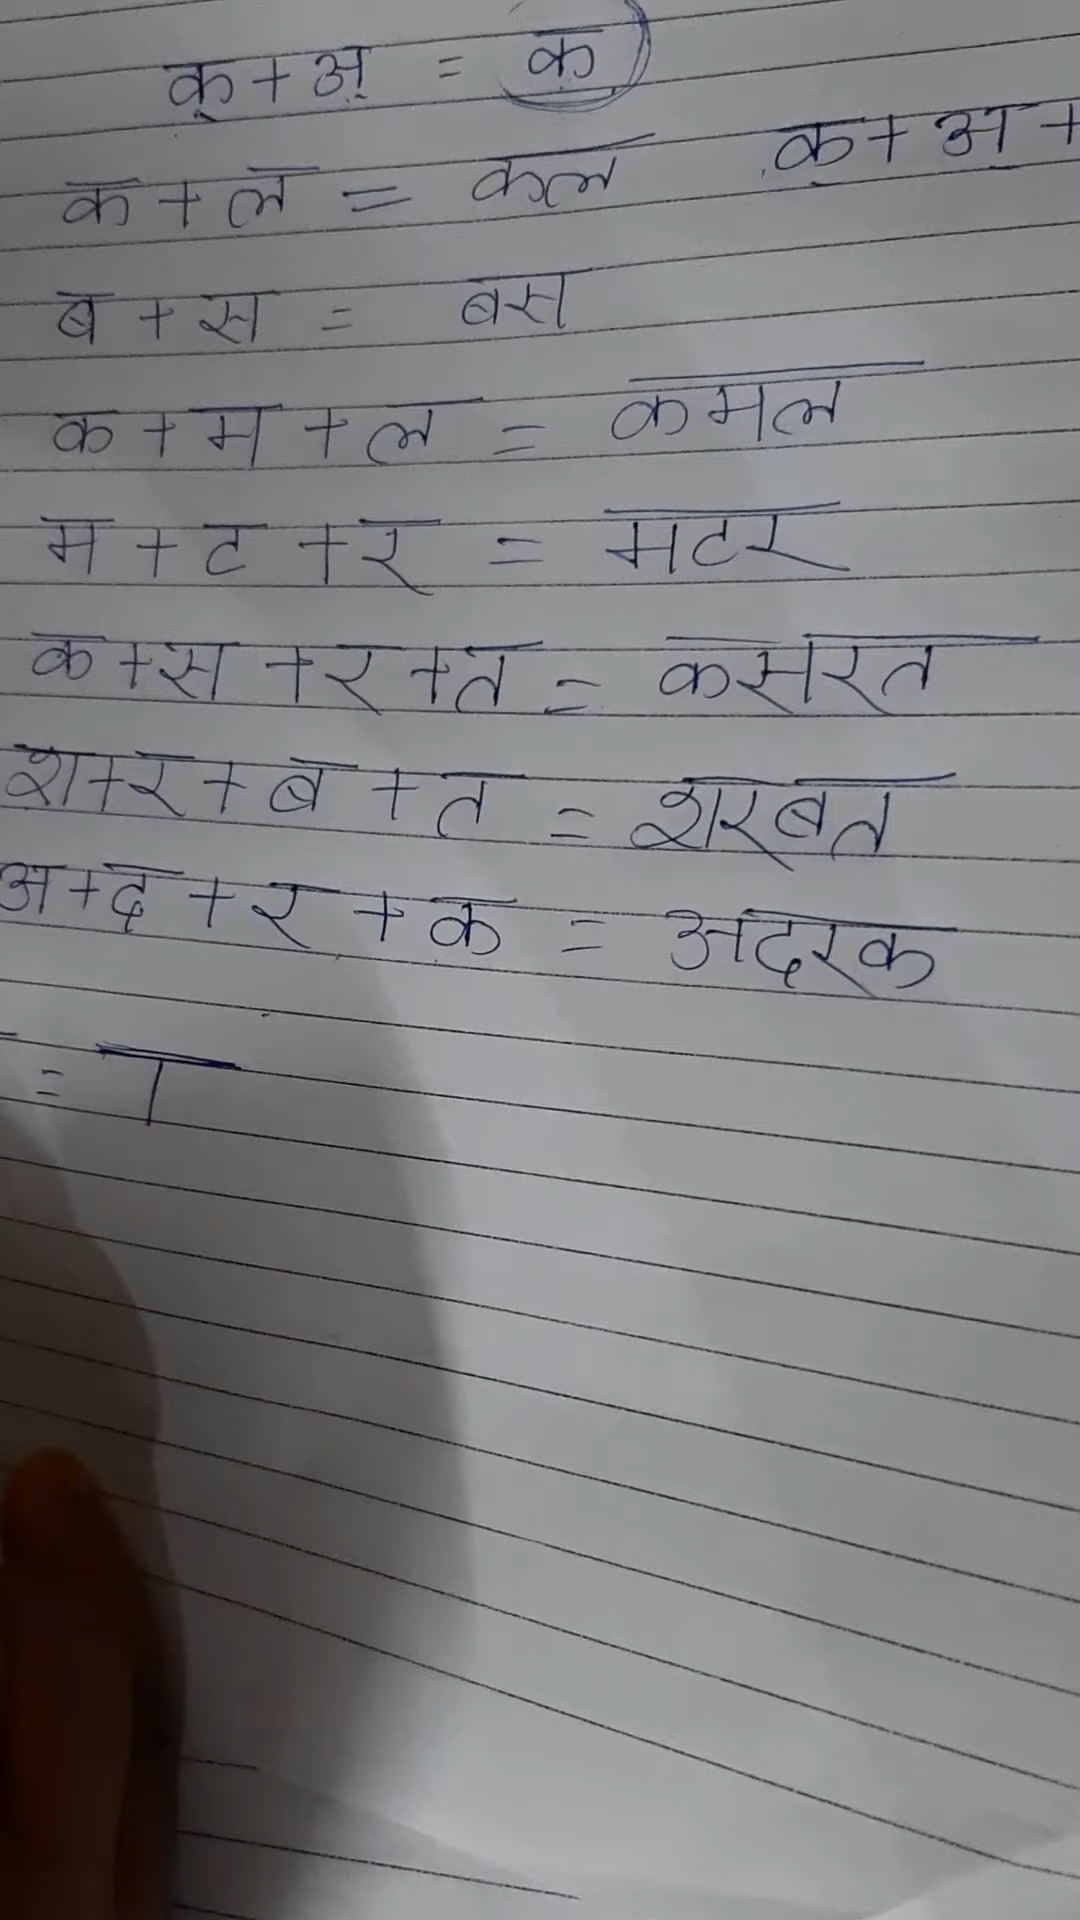 क् + अ = क
क + ल = कल क + अ +
ब + स = बस
क + म + ल = कमल
म + ट + र = मटर
क + स + र + त = कसरत
श + र + ब + त = शरबत
अ + द + र + क = अदरक
= ा